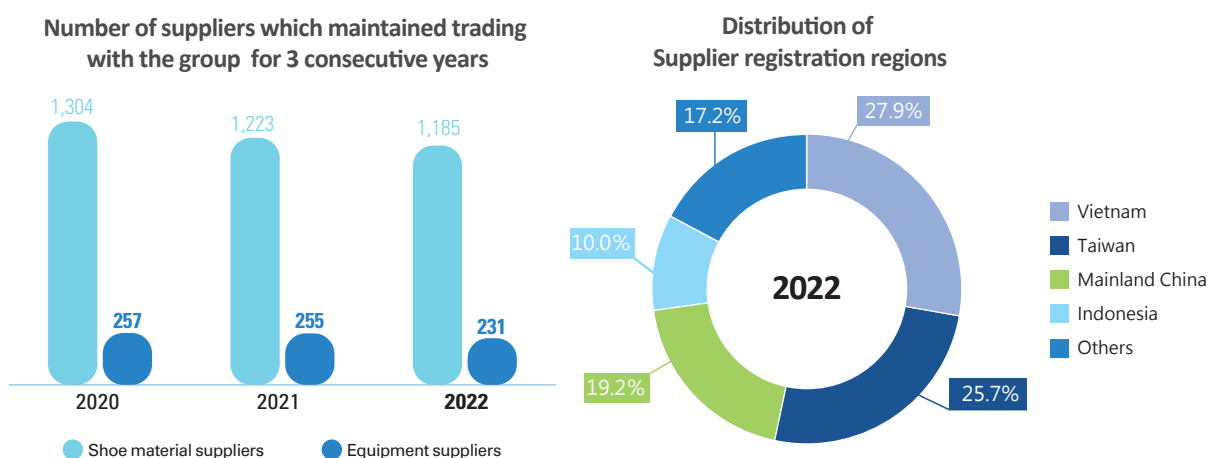 Number of suppliers which maintained trading
with the group for 3 consecutive years
1,304
257
1,223
255
1,185
231
2020
2021
2022
Shoe material suppliers
Equipment suppliers
Distribution of
Supplier registration regions
17.2%
27.9%
10.0%
2022
19.2%
25.7%
Vietnam
Taiwan
Mainland China
Indonesia
Others